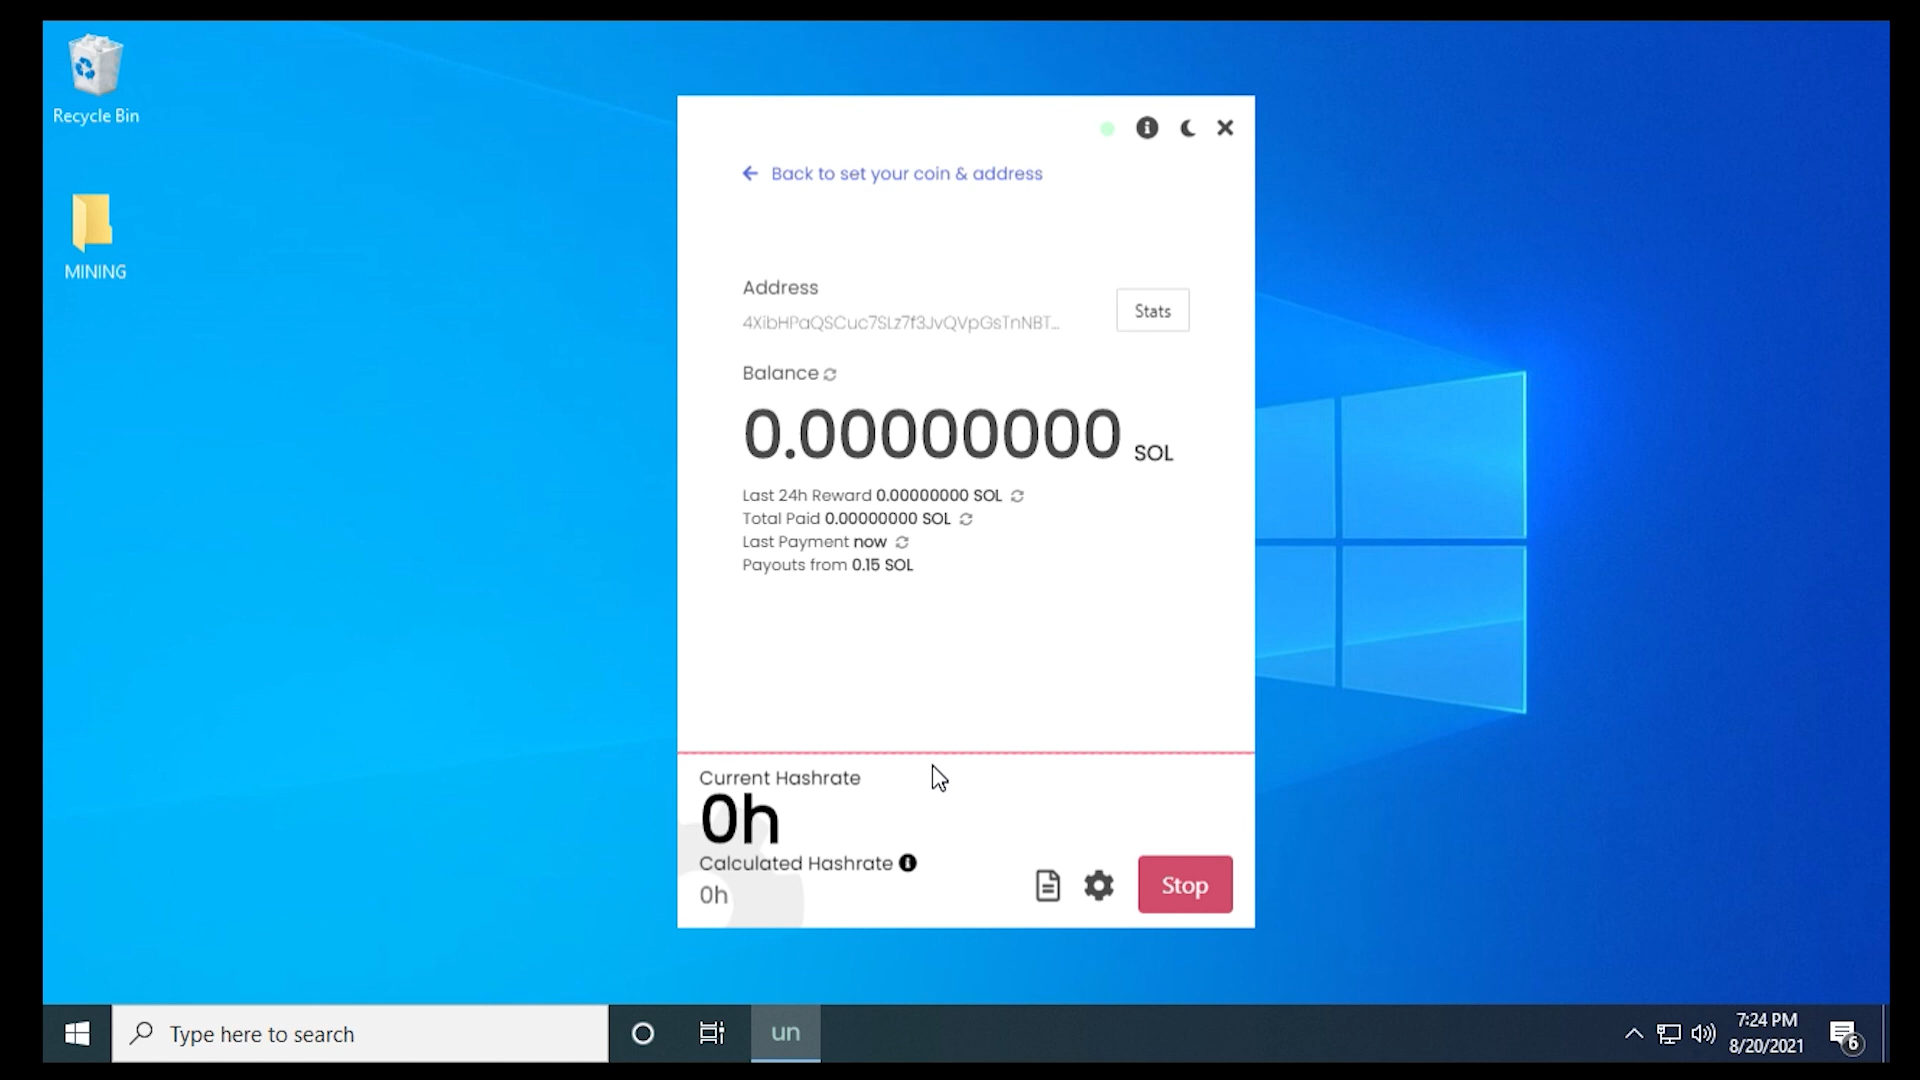 Recycle Bin
MINING
Back to set your coin & address
Address
4XibHPaQSCuc7SLz7f3JvQVpGsTnNBT...
Stats
Balance
0.00000000 SOL
Last 24h Reward 0.00000000 SOL
Total Paid 0.00000000 SOL
Last Payment now
Payouts from 0.15 SOL
Current Hashrate
0h
Calculated Hashrate
0h
Stop
Type here to search
un
7:24 PM
8/20/2021
6